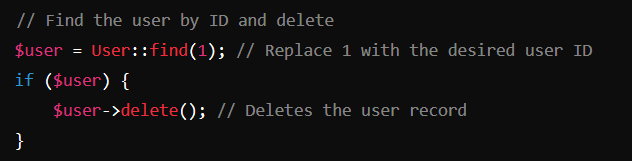 // Find the user by ID and delete
$user = User::find(1); // Replace 1 with the desired user ID
if ($user) {
    $user->delete(); // Deletes the user record
}